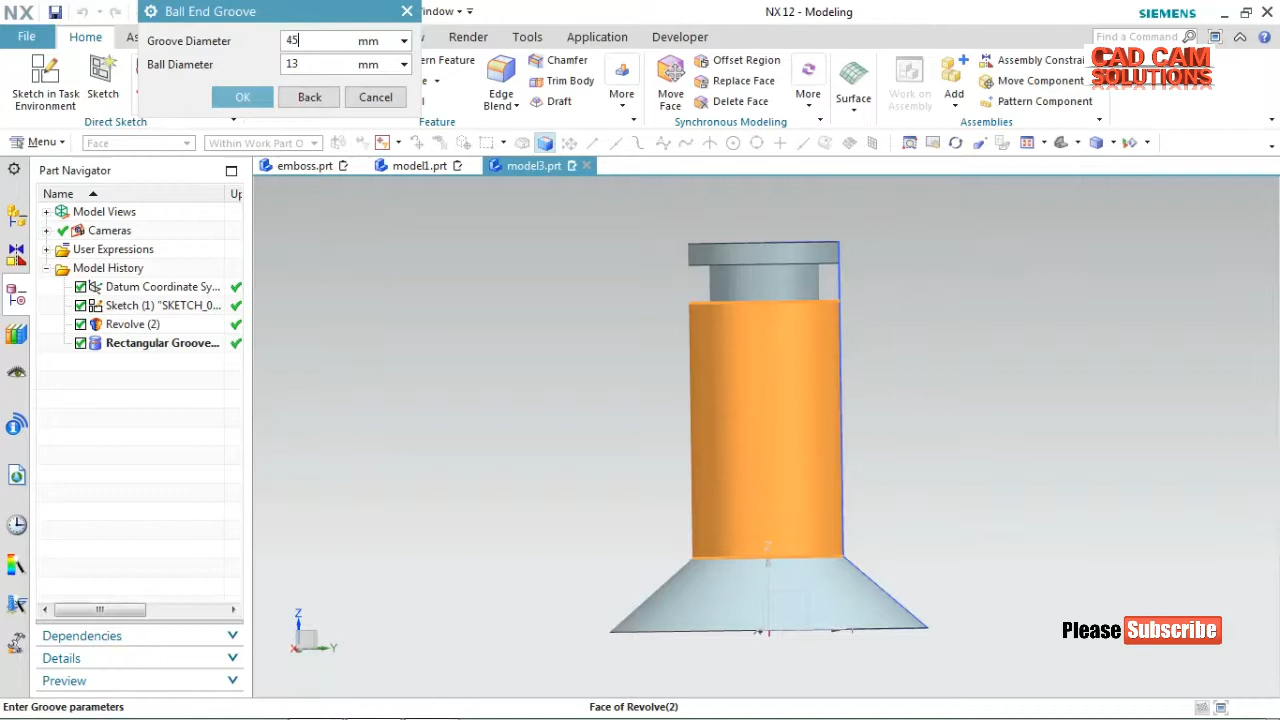 NX
Ball End Groove
Window
NX 12 - Modeling
SIEMENS
File
Home
As
Render
Tools
Application
Developer
Find a Command
Groove Diameter
45
mm
Ball Diameter
13
mm
OK
Back
Cancel
Sketch in Task Environment
Sketch
Direct Sketch
Edge Blend
Chamfer
Trim Body
Draft
More
Feature
Move Face
Offset Region
Replace Face
Delete Face
More
Synchronous Modeling
Surface
Work on Assembly
Add
Assembly Constrai
Move Component
Pattern Component
Assemblies
CAD CAM
SOLUTIONS
Menu
Face
Within Work Part O
Part Navigator
emboss.prt
model1.prt
model3.prt
Name
Up
Model Views
Cameras
User Expressions
Model History
Datum Coordinate Sy...
Sketch (1) "SKETCH_0...
Revolve (2)
Rectangular Groove...
Z
Z
X
Y
Please Subscribe
Dependencies
Details
Preview
Enter Groove parameters
Face of Revolve(2)